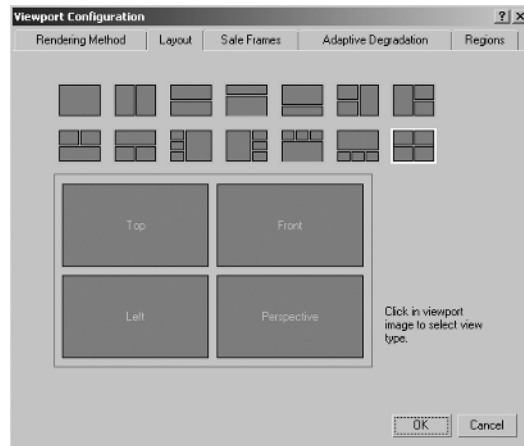 Viewport Configuration ? X
Rendering Method Layout Safe Frames Adaptive Degradation Regions
Top Front
Left Perspective
Click in viewport
image to select view
type.
OK Cancel